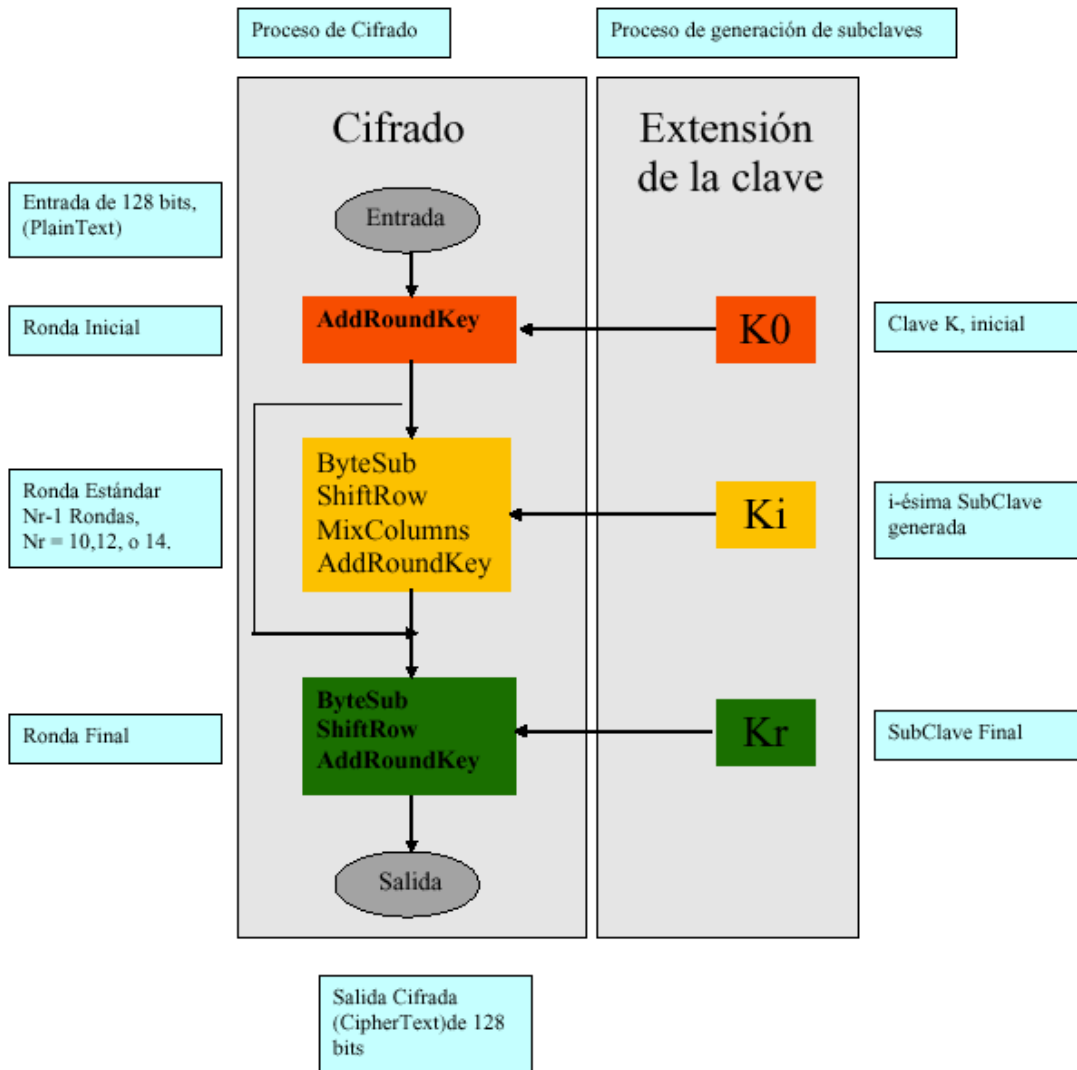 Proceso de Cifrado
Proceso de generación de subclaves
Cifrado
Extensión
de la clave
Entrada de 128 bits,
(PlainText)
Entrada
Ronda Inicial
AddRoundKey
K0
Clave K, inicial
Ronda Estándar
Nr-1 Rondas,
Nr = 10,12, o 14.
ByteSub
ShiftRow
MixColumns
AddRoundKey
Ki
i-ésima SubClave
generada
Ronda Final
ByteSub
ShiftRow
AddRoundKey
Kr
SubClave Final
Salida
Salida Cifrada
(CipherText)de 128
bits